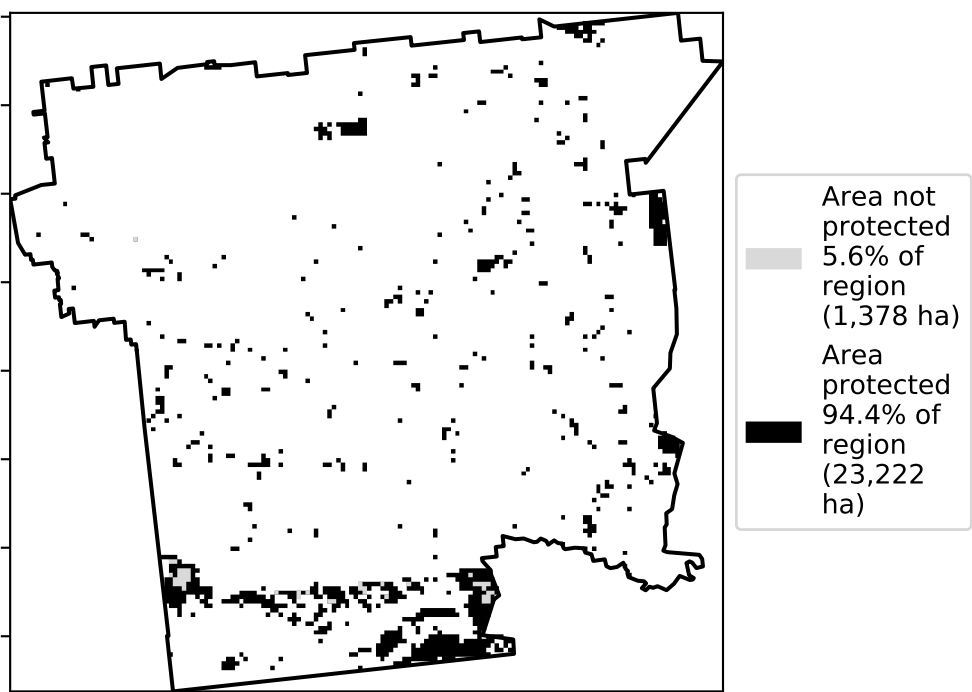 Area not
protected
5.6% of
region
(1,378 ha)
Area
protected
94.4% of
region
(23,222
ha)